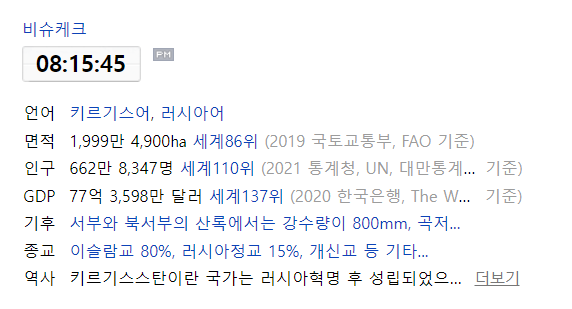 비슈케크
08:15:45 PM
언어 키르기스어, 러시아어
면적 1,999만 4,900ha 세계86위 (2019 국토교통부, FAO 기준)
인구 662만 8,347명 세계110위 (2021 통계청, UN, 대만통계... 기준)
GDP 77억 3,598만 달러 세계137위 (2020 한국은행, The W... 기준)
기후 서부와 북서부의 산록에서는 강수량이 800mm, 곡저...
종교 이슬람교 80%, 러시아정교 15%, 개신교 등 기타...
역사 키르기스스탄이란 국가는 러시아혁명 후 성립되었으... 더보기